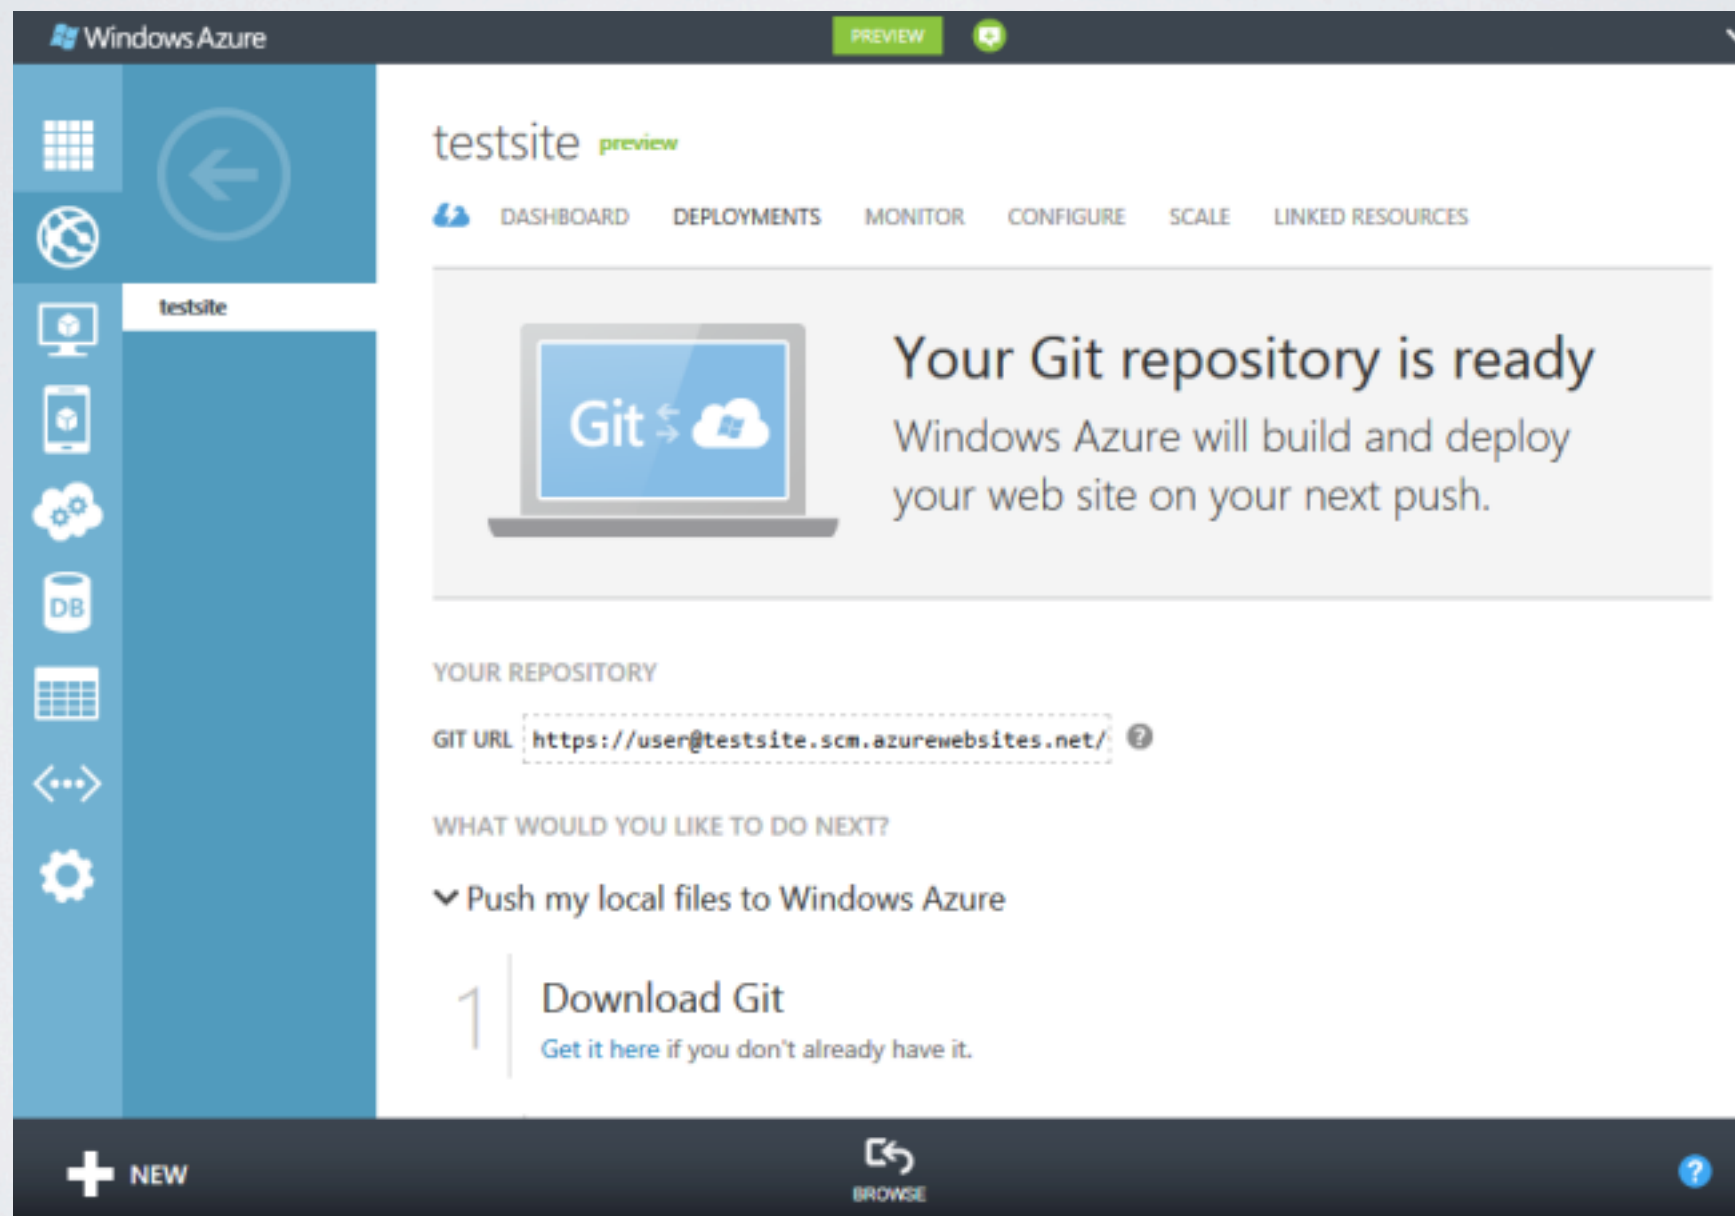 Windows Azure
PREVIEW
testsite preview
DASHBOARD DEPLOYMENTS MONITOR CONFIGURE SCALE LINKED RESOURCES
testsite
Git
Your Git repository is ready
Windows Azure will build and deploy
your web site on your next push.
DB
YOUR REPOSITORY
GIT URL https://user@testsite.scm.azurewebsites.net/ ?
WHAT WOULD YOU LIKE TO DO NEXT?
Push my local files to Windows Azure
1 Download Git
Get it here if you don't already have it.
NEW
BROWSE
?